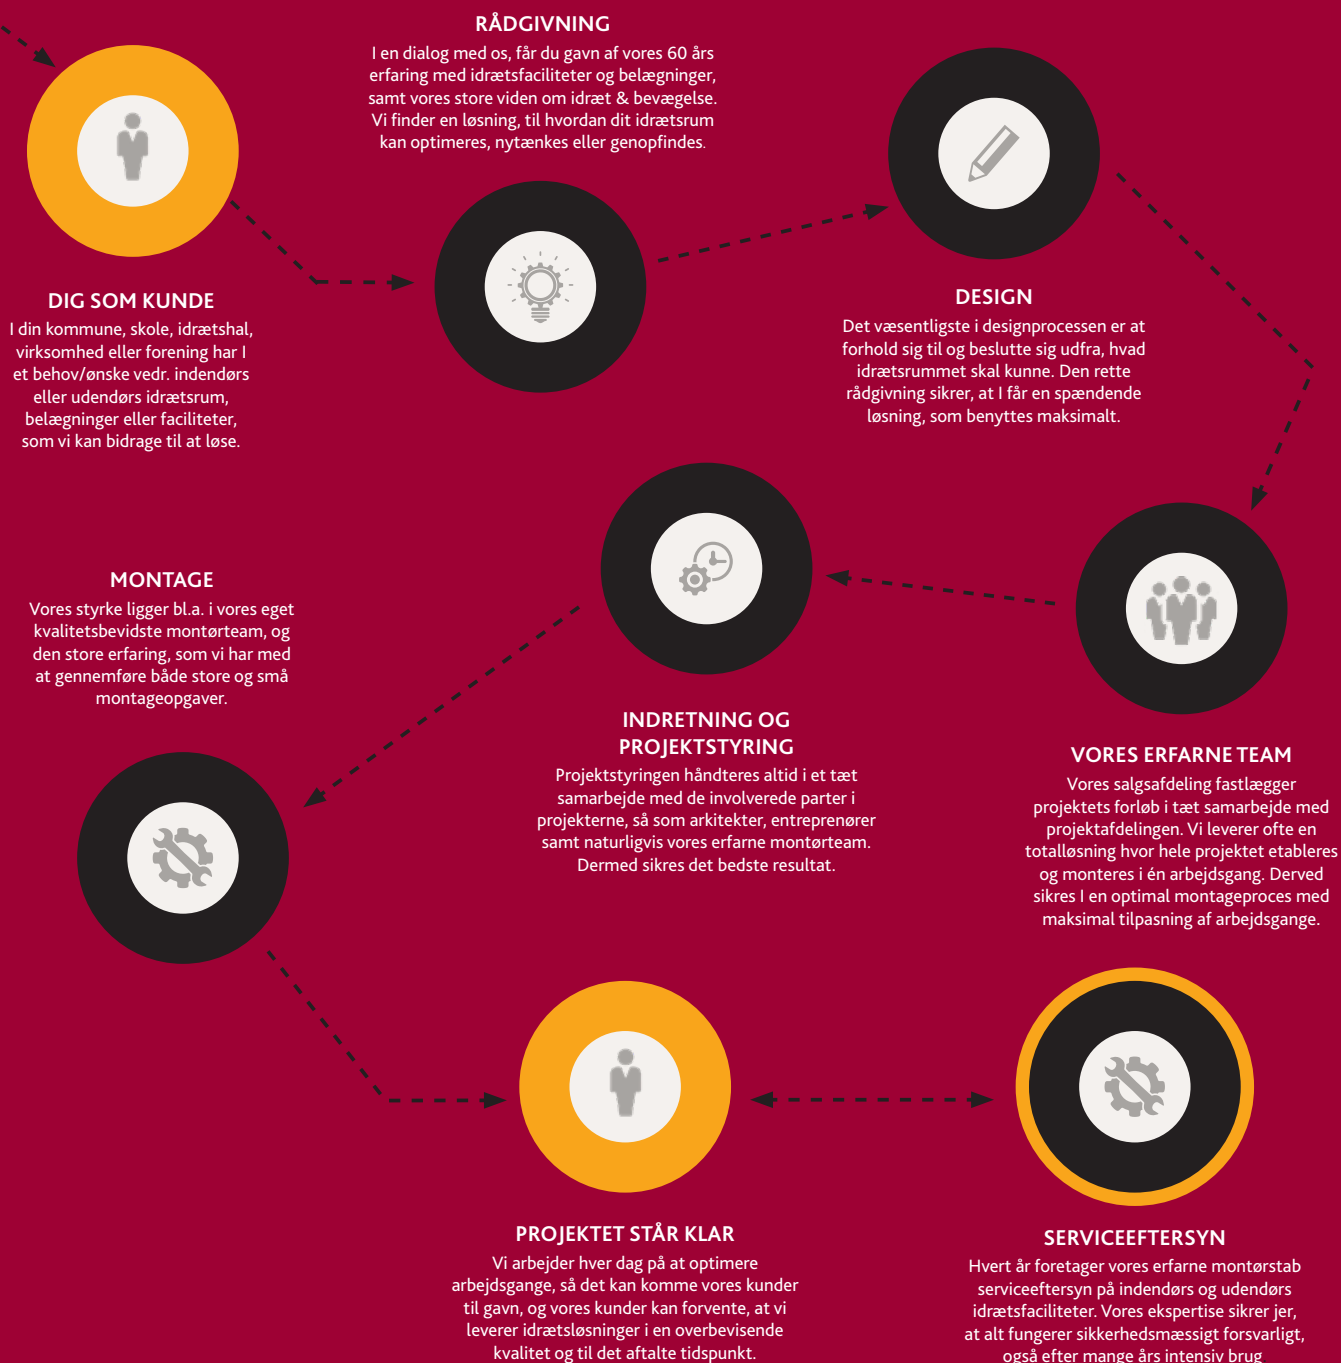 DIG SOM KUNDE
I din kommune, skole, idrætshal,
virksomhed eller forening har I
et behov/ønske vedr. indendørs
eller udendørs idrætsrum,
belægninger eller faciliteter,
som vi kan bidrage til at løse.
RÅDGIVNING
I en dialog med os, får du gavn af vores 60 års
erfaring med idrætsfaciliteter og belægninger,
samt vores store viden om idræt & bevægelse.
Vi finder en løsning, til hvordan dit idrætsrum
kan optimeres, nytænkes eller genopfindes.
DESIGN
Det væsentligste i designprocessen er at
forhold sig til og beslutte sig udfra, hvad
idrætsrummet skal kunne. Den rette
rådgivning sikrer, at I får en spændende
løsning, som benyttes maksimalt.
VORES ERFARNE TEAM
Vores salgsafdeling fastlægger
projektets forløb i tæt samarbejde med
projektafdelingen. Vi leverer ofte en
totalløsning hvor hele projektet etableres
og monteres i én arbejdsgang. Derved
sikres I en optimal montageproces med
maksimal tilpasning af arbejdsgange.
INDRETNING OG
PROJEKTSTYRING
Projektstyringen håndteres altid i et tæt
samarbejde med de involverede parter i
projekterne, så som arkitekter, entreprenører
samt naturligvis vores erfarne montørteam.
Dermed sikres det bedste resultat.
MONTAGE
Vores styrke ligger bl.a. i vores eget
kvalitetsbevidste montørteam, og
den store erfaring, som vi har med
at gennemføre både store og små
montageopgaver.
PROJEKTET STÅR KLAR
Vi arbejder hver dag på at optimere
arbejdsgange, så det kan komme vores kunder
til gavn, og vores kunder kan forvente, at vi
leverer idrætsløsninger i en overbevisende
kvalitet og til det aftalte tidspunkt.
SERVICEEFTERSYN
Hvert år foretager vores erfarne montørstab
serviceeftersyn på indendørs og udendørs
idrætsfaciliteter. Vores ekspertise sikrer jer,
at alt fungerer sikkerhedsmæssigt forsvarligt,
også efter mange års intensiv brug.